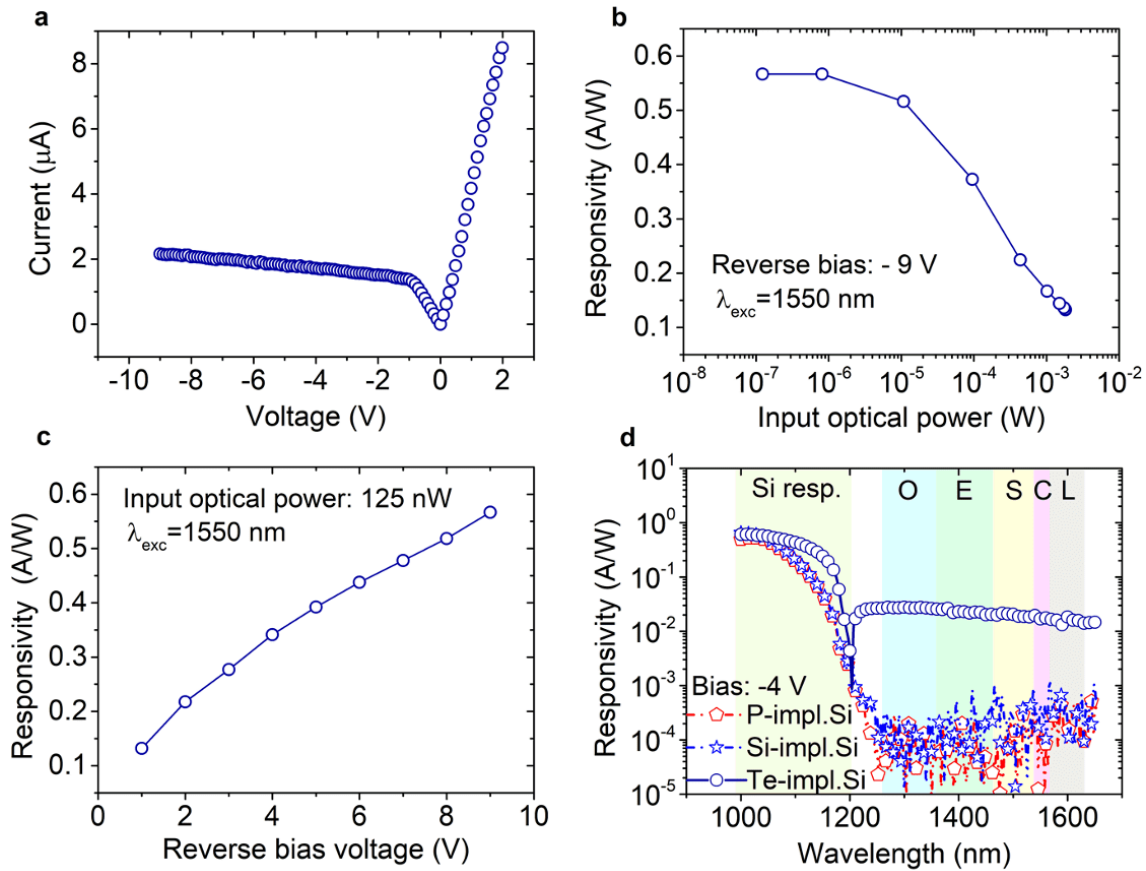 a
8
6
4
2
0
Current (μA)
-10 -8 -6 -4 -2 0 2
Voltage (V)
b
0.6
0.5
0.4
0.3
0.2
0.1
Responsivity (A/W)
Reverse bias: - 9 V
λexc=1550 nm
10-8 10-7 10-6 10-5 10-4 10-3 10-2
Input optical power (W)
c
0.6
0.5
0.4
0.3
0.2
0.1
Responsivity (A/W)
Input optical power: 125 nW
λexc=1550 nm
0 2 4 6 8 10
Reverse bias voltage (V)
d
101
100
10-1
10-2
10-3
10-4
10-5
Responsivity (A/W)
Si resp. O E S C L
Bias: -4 V
P-impl.Si
Si-impl.Si
Te-impl.Si
1000 1200 1400 1600
Wavelength (nm)